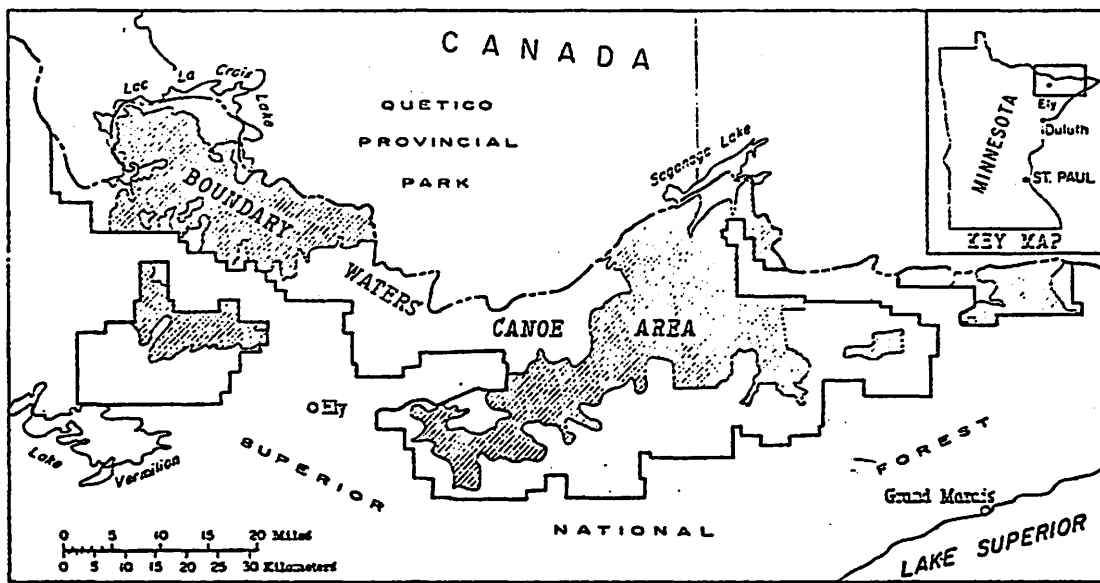 CANADA
QUETICO
PROVINCIAL
PARK
Lac La Croix Lake
Saganaga Lake
BOUNDARY
WATERS
CANOE AREA
Ely
SUPERIOR
NATIONAL
FOREST
Lake Vermilion
Grand Marais
LAKE SUPERIOR
0 5 10 15 20 Miles
0 5 10 15 20 25 30 Kilometers
MINNESOTA
Ely
Duluth
ST. PAUL
KEY MAP